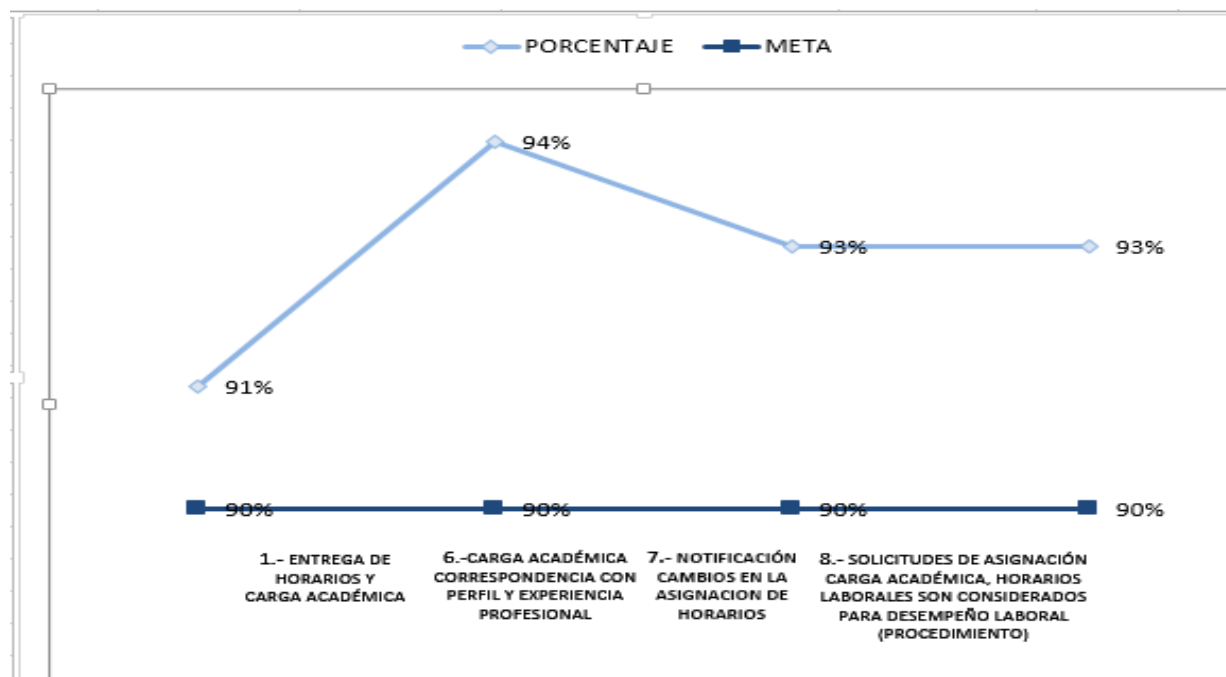 PORCENTAJE META
94%
93% 93%
91%
90% 90% 90% 90%
1.- ENTREGA DE
HORARIOS Y
CARGA ACADÉMICA
6.-CARGA ACADÉMICA
CORRESPONDENCIA CON
PERFIL Y EXPERIENCIA
PROFESIONAL
7.- NOTIFICACIÓN
CAMBIOS EN LA
ASIGNACION DE
HORARIOS
8.- SOLICITUDES DE ASIGNACIÓN
CARGA ACADÉMICA, HORARIOS
LABORALES SON CONSIDERADOS
PARA DESEMPEÑO LABORAL
(PROCEDIMIENTO)